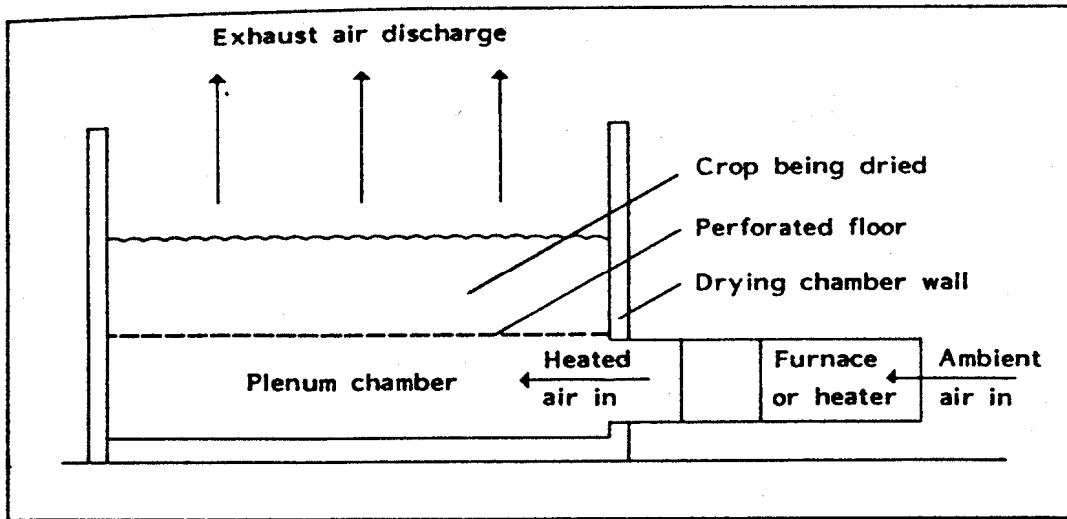 Exhaust air discharge
Crop being dried
Perforated floor
Drying chamber wall
Plenum chamber
Heated
air in
Furnace
or heater
Ambient
air in